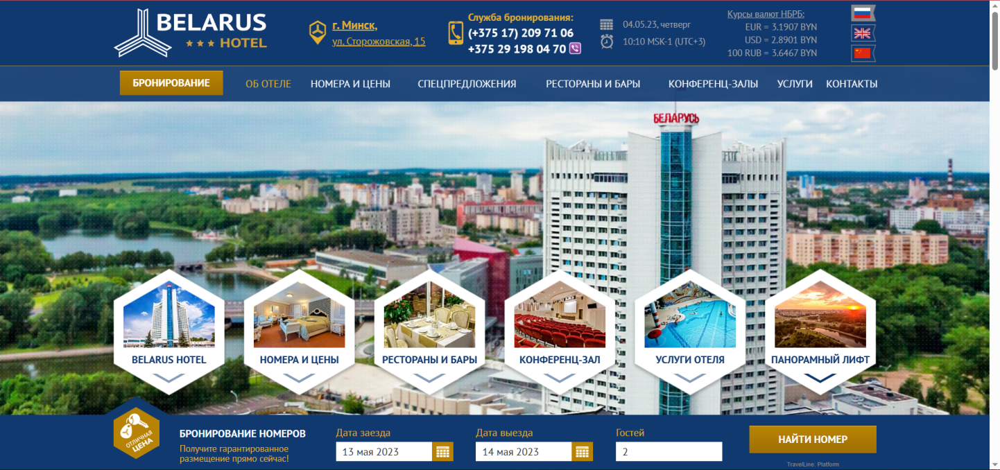 BELARUS
★ ★ ★ HOTEL
г. Минск,
ул. Сторожовская, 15
Служба бронирования:
(+375 17) 209 71 06
+375 29 198 04 70
04.05.23, четверг
10:10 MSK-1 (UTC+3)
Курсы валют НБРБ:
EUR = 3.1907 BYN
USD = 2.8901 BYN
100 RUB = 3.6467 BYN
БРОНИРОВАНИЕ
ОБ ОТЕЛЕ
НОМЕРА И ЦЕНЫ
СПЕЦПРЕДЛОЖЕНИЯ
РЕСТОРАНЫ И БАРЫ
КОНФЕРЕНЦ-ЗАЛЫ
УСЛУГИ
КОНТАКТЫ
БЕЛАРУСЬ
BELARUS HOTEL
НОМЕРА И ЦЕНЫ
РЕСТОРАНЫ И БАРЫ
КОНФЕРЕНЦ-ЗАЛ
УСЛУГИ ОТЕЛЯ
ПАНОРАМНЫЙ ЛИФТ
ОТЛИЧНАЯ
ЦЕНА
БРОНИРОВАНИЕ НОМЕРОВ
Получите гарантированное
размещение прямо сейчас!
Дата заезда
13 мая 2023
Дата выезда
14 мая 2023
Гостей
2
НАЙТИ НОМЕР
TravelLine: Platform